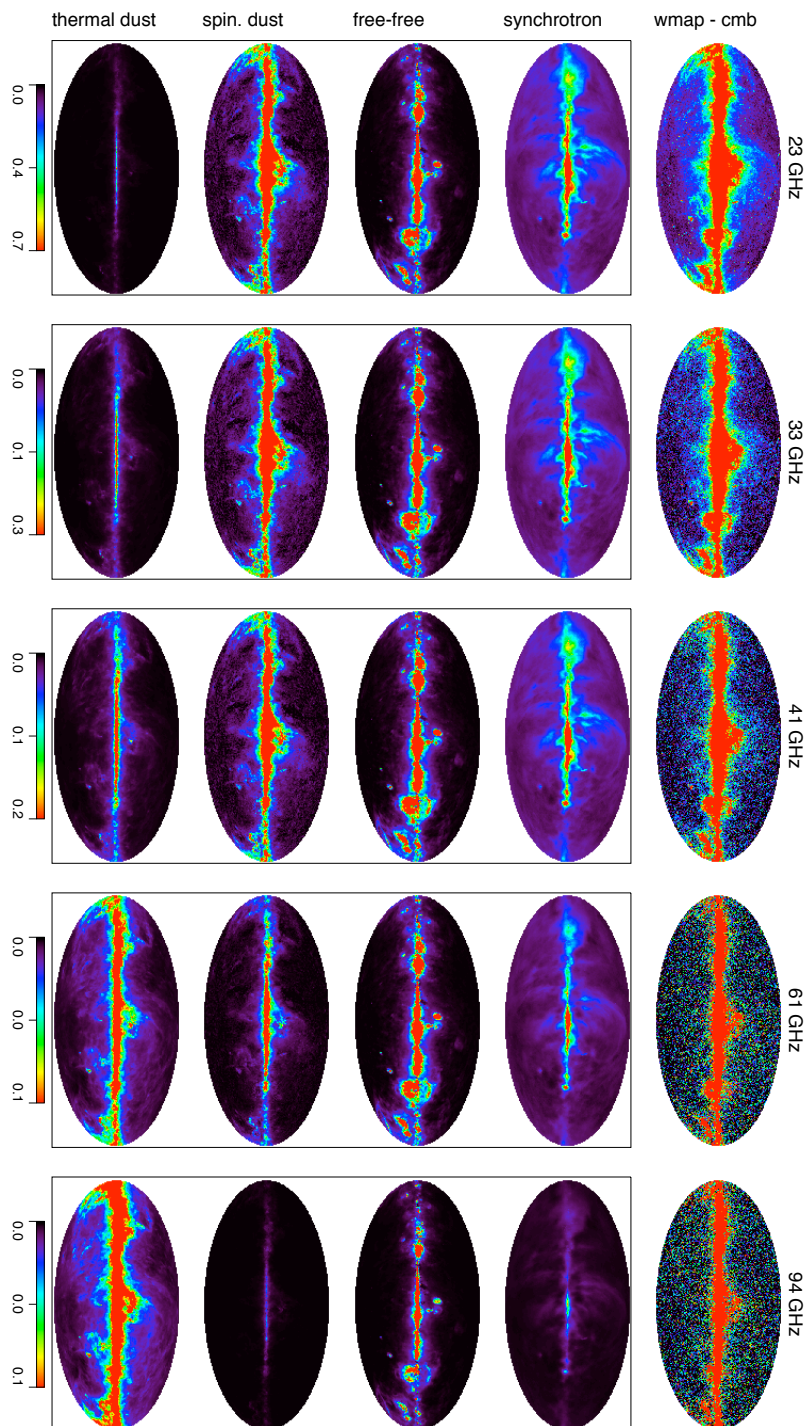 thermal dust spin. dust free-free synchrotron wmap - cmb
23 GHz
0.0 0.4 0.7
33 GHz
0.0 0.1 0.3
41 GHz
0.0 0.1 0.2
61 GHz
0.0 0.0 0.1
94 GHz
0.0 0.0 0.1